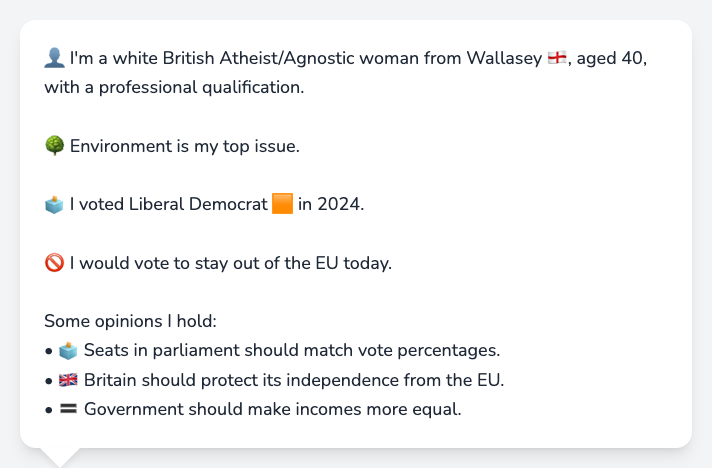 👤 I'm a white British Atheist/Agnostic woman from Wallasey 🏴󠁧󠁢󠁥󠁮󠁧󠁿, aged 40,
with a professional qualification.
🌳 Environment is my top issue.
🗳️ I voted Liberal Democrat 🟧 in 2024.
🚫 I would vote to stay out of the EU today.
Some opinions I hold:
• 🗳️ Seats in parliament should match vote percentages.
• 🇬🇧 Britain should protect its independence from the EU.
• 🟰 Government should make incomes more equal.